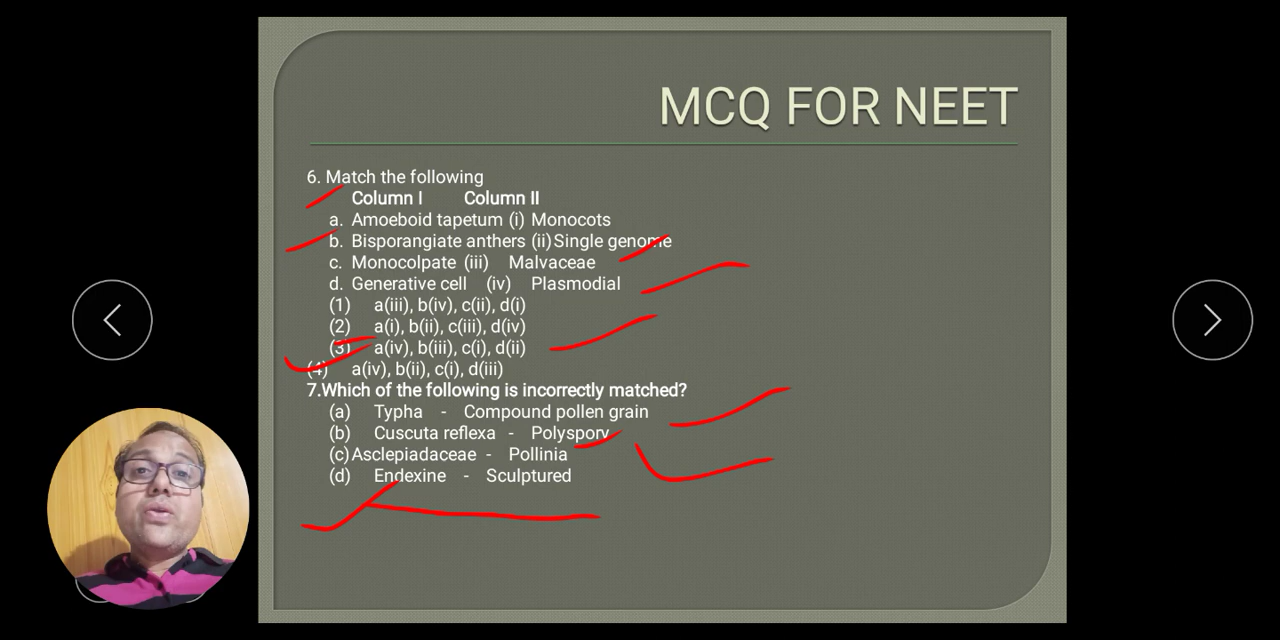 MCQ FOR NEET
6. Match the following
Column I Column II
a. Amoeboid tapetum (i) Monocots
b. Bisporangiate anthers (ii) Single genome
c. Monocolpate (iii) Malvaceae
d. Generative cell (iv) Plasmodial
(1) a(iii), b(iv), c(ii), d(i)
(2) a(i), b(ii), c(iii), d(iv)
(3) a(iv), b(iii), c(i), d(ii)
(4) a(iv), b(ii), c(i), d(iii)
7.Which of the following is incorrectly matched?
(a) Typha - Compound pollen grain
(b) Cuscuta reflexa - Polyspory
(c) Asclepiadaceae - Pollinia
(d) Endexine - Sculptured